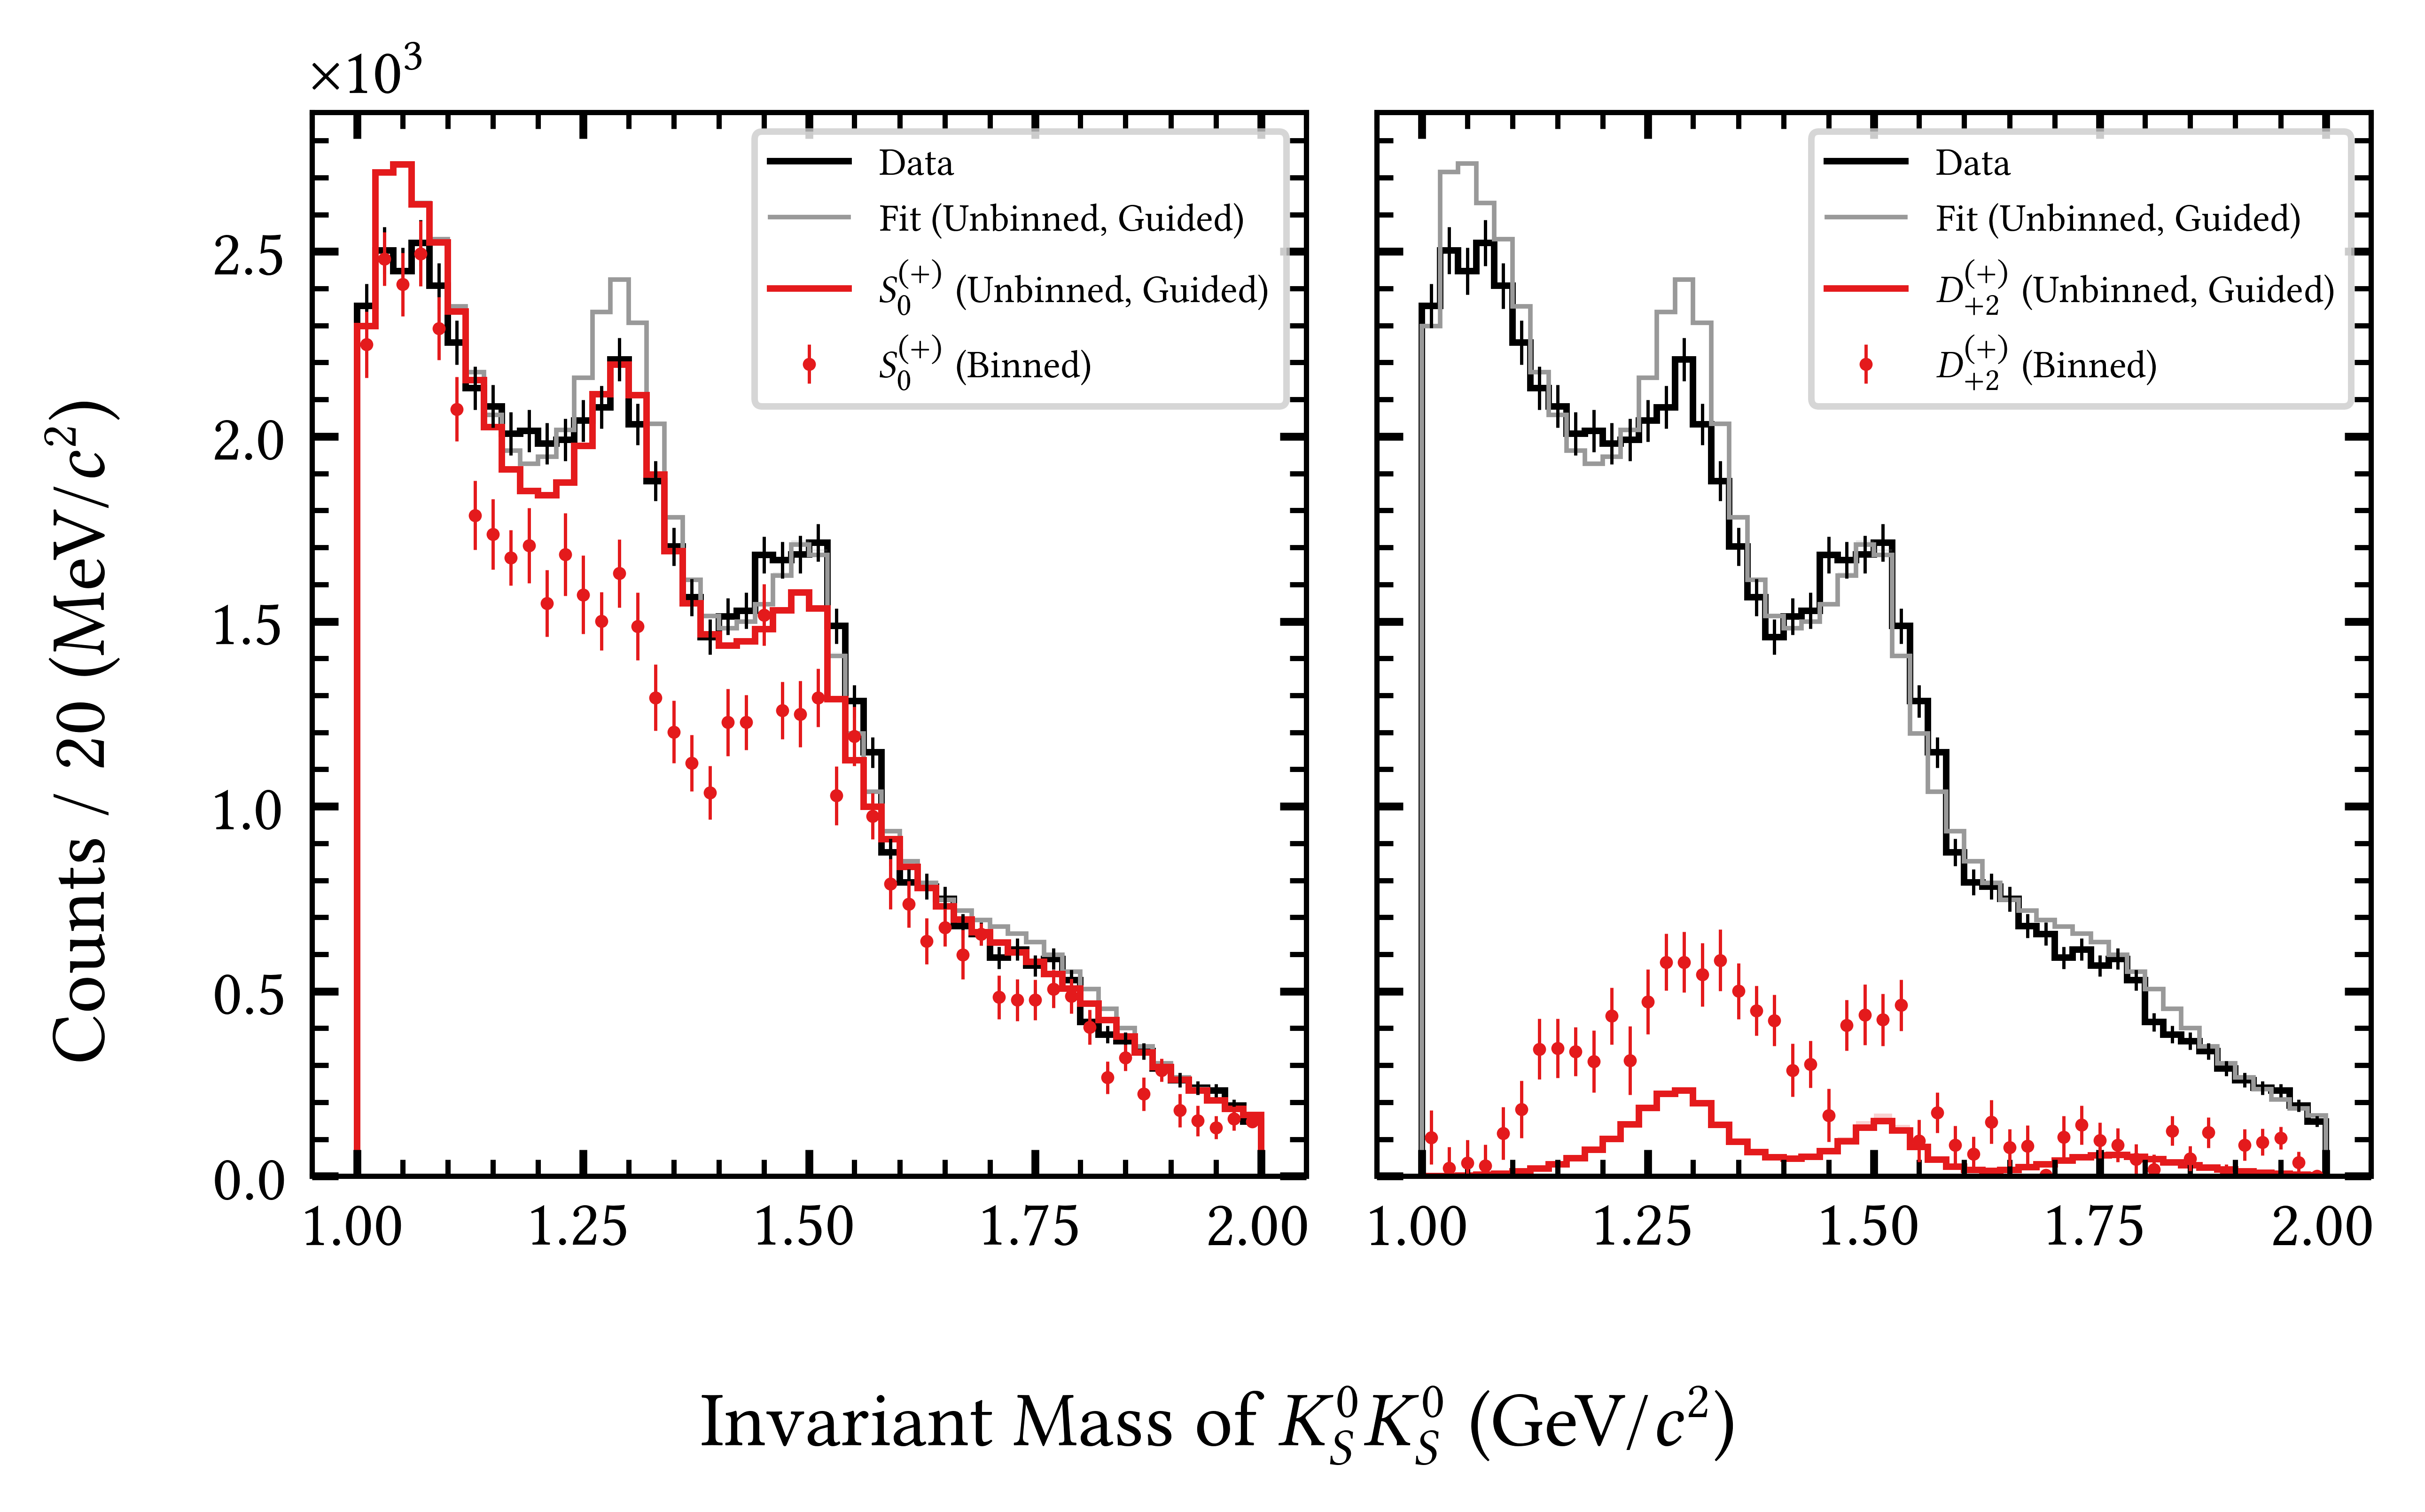 ×10³
Counts / 20 (MeV/c²)
2.5
2.0
1.5
1.0
0.5
0.0
Data
Fit (Unbinned, Guided)
S₀⁽⁺⁾ (Unbinned, Guided)
S₀⁽⁺⁾ (Binned)
1.00 1.25 1.50 1.75 2.00
Data
Fit (Unbinned, Guided)
D₊₂⁽⁺⁾ (Unbinned, Guided)
D₊₂⁽⁺⁾ (Binned)
1.00 1.25 1.50 1.75 2.00
Invariant Mass of K_S⁰K_S⁰ (GeV/c²)